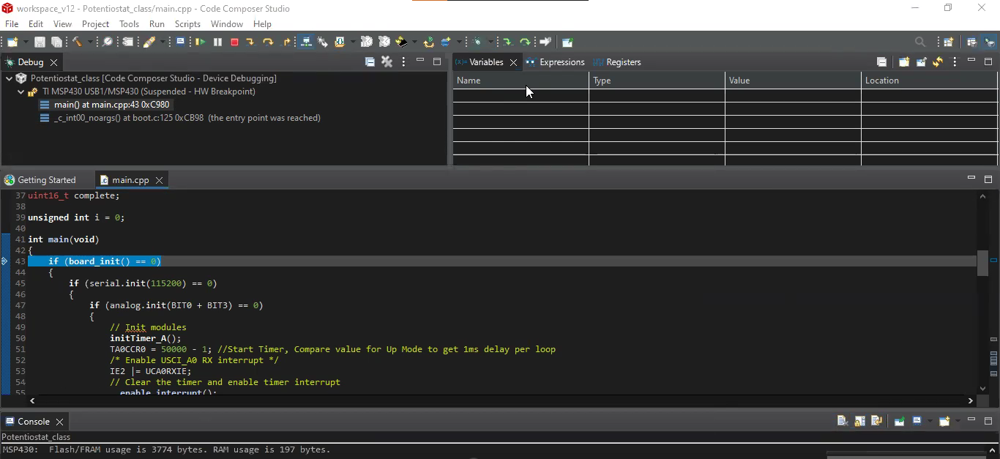 workspace_v12 - Potentiostat_class/main.cpp - Code Composer Studio
File Edit View Project Tools Run Scripts Window Help
Debug
Potentiostat_class [Code Composer Studio - Device Debugging]
TI MSP430 USB1/MSP430 (Suspended - HW Breakpoint)
main() at main.cpp:43 0xC980
_c_int00_noargs() at boot.c:125 0xCB98 (the entry point was reached)
(x)= Variables Expressions Registers
Name Type Value Location
Getting Started main.cpp
37 uint16_t complete;
38
39 unsigned int i = 0;
40
41 int main(void)
42 {
43 if (board_init() == 0)
44 {
45 if (serial.init(115200) == 0)
46 {
47 if (analog.init(BIT0 + BIT3) == 0)
48 {
49 // Init modules
50 initTimer_A();
51 TA0CCR0 = 50000 - 1; //Start Timer, Compare value for Up Mode to get 1ms delay per loop
52 /* Enable USCI_A0 RX interrupt */
53 IE2 |= UCA0RXIE;
54 // Clear the timer and enable timer interrupt
55 enable_interrupt();
Console
Potentiostat_class
MSP430: Flash/FRAM usage is 3774 bytes. RAM usage is 197 bytes.